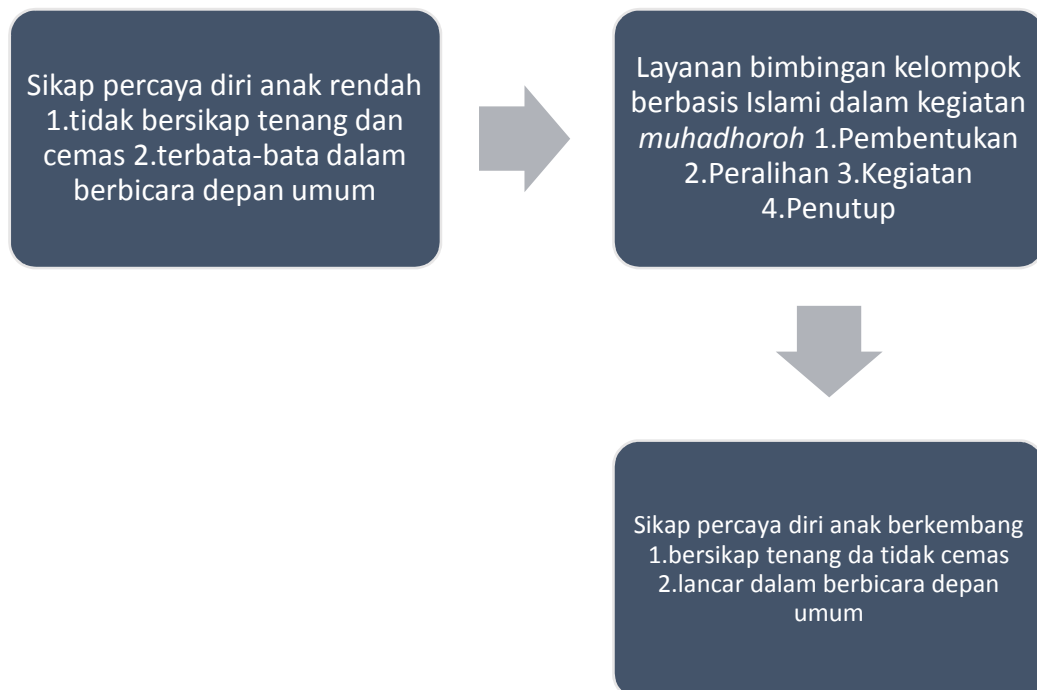 Sikap percaya diri anak rendah
1.tidak bersikap tenang dan
cemas 2.terbata-bata dalam
berbicara depan umum
Layanan bimbingan kelompok
berbasis Islami dalam kegiatan
muhadhoroh 1.Pembentukan
2.Peralihan 3.Kegiatan
4.Penutup
Sikap percaya diri anak berkembang
1.bersikap tenang da tidak cemas
2.lancar dalam berbicara depan
umum